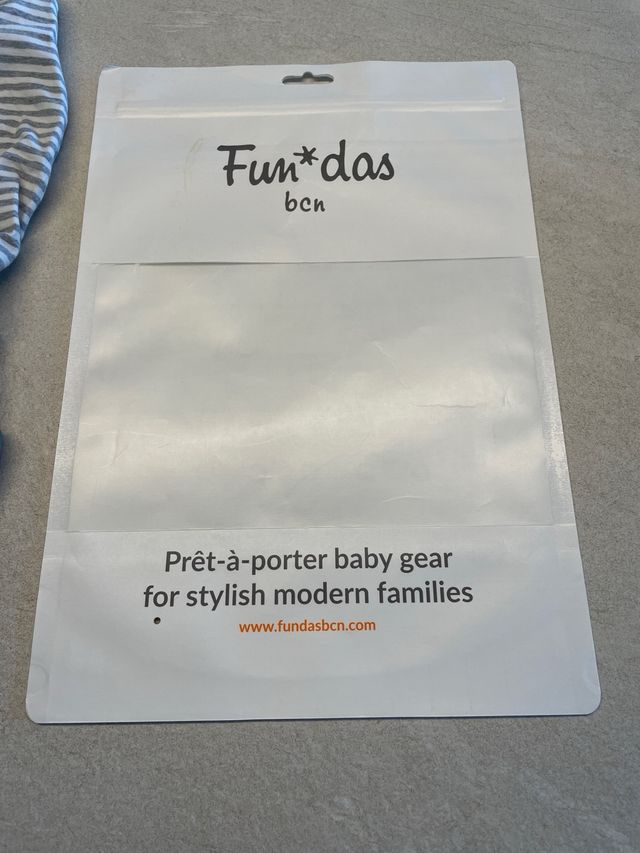 Fun*das
bcn
Prêt-à-porter baby gear
for stylish modern families
www.fundasbcn.com